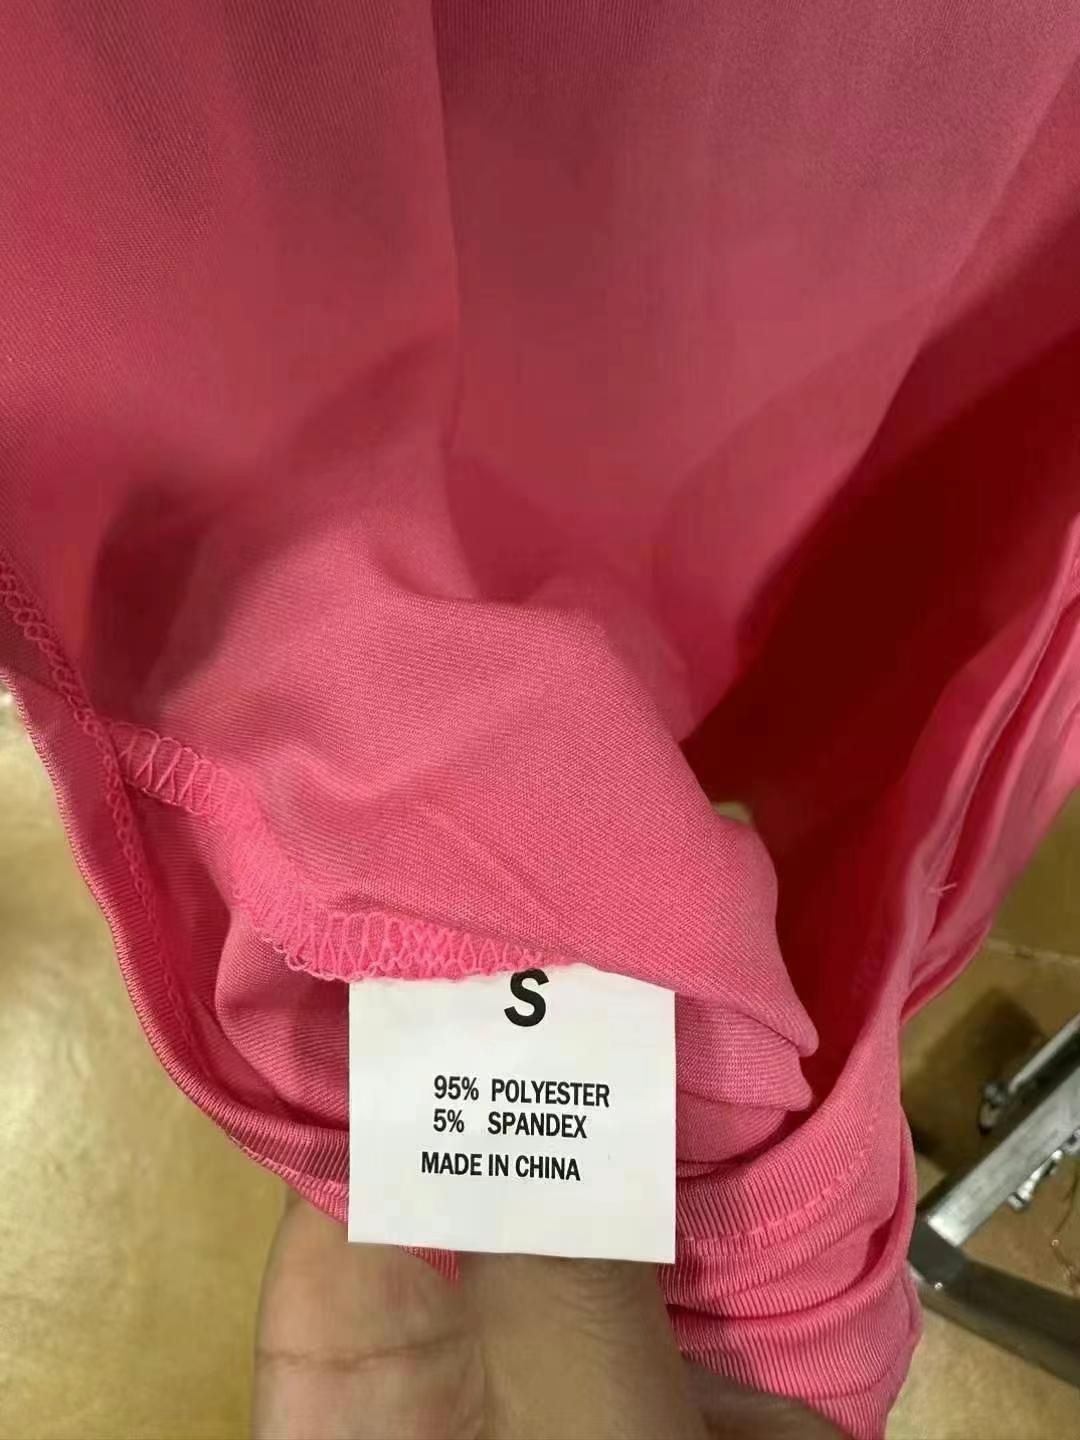 S
95% POLYESTER
5% SPANDEX
MADE IN CHINA